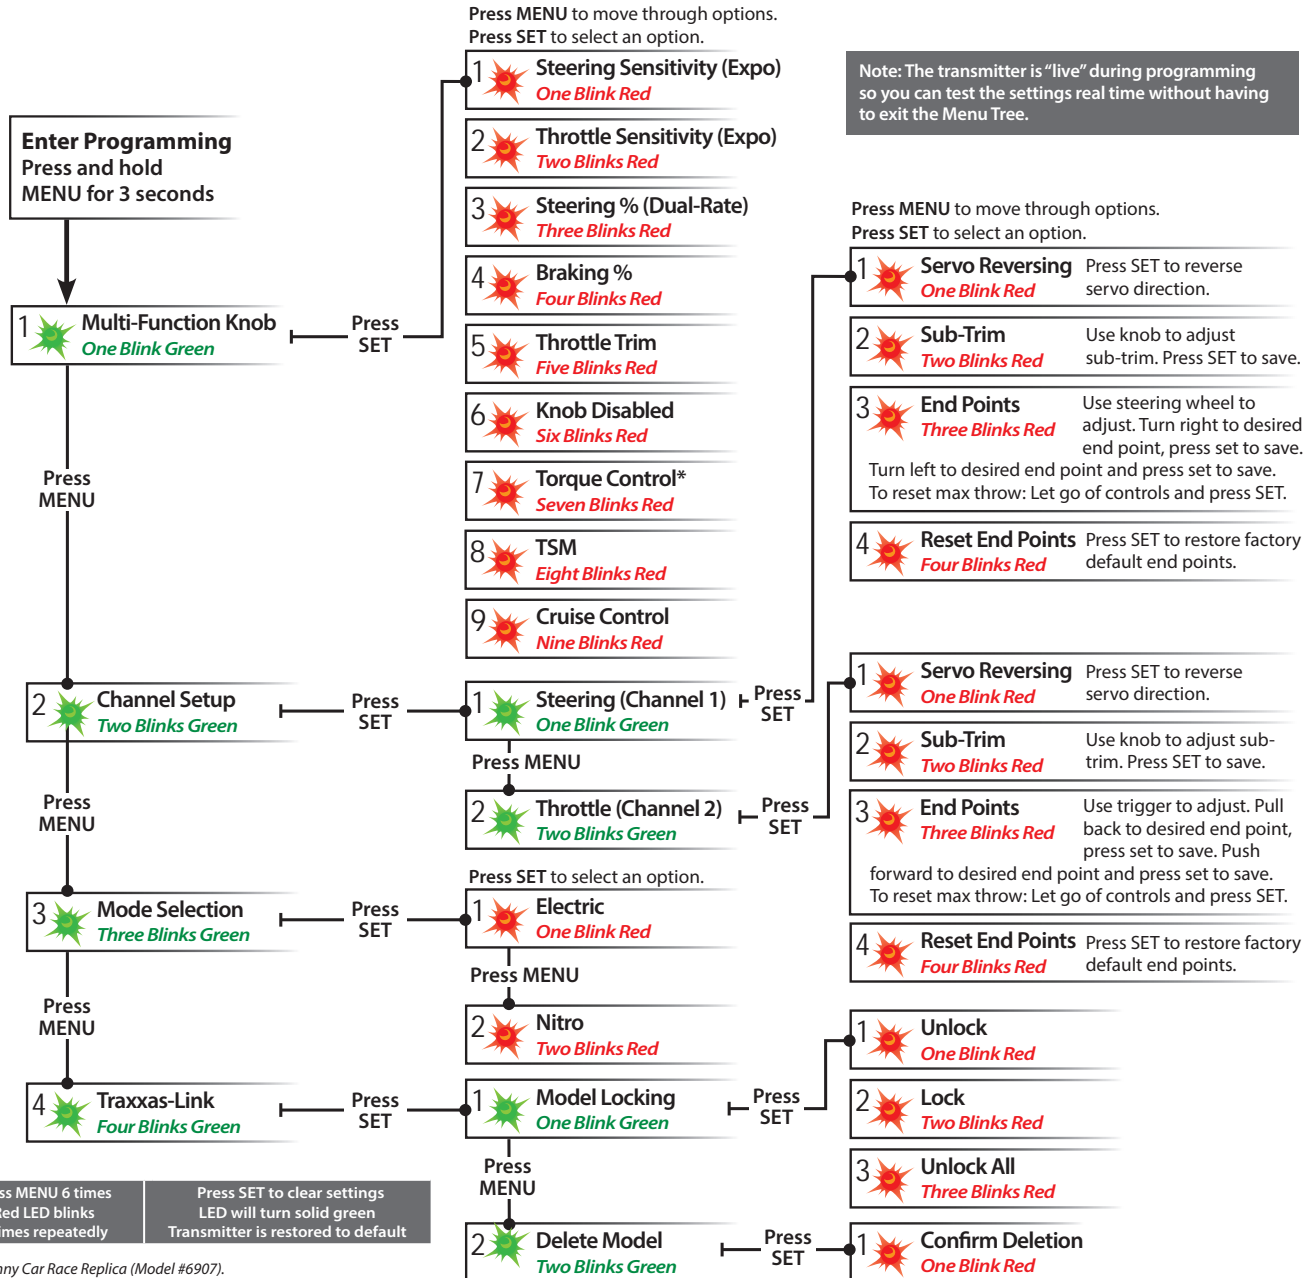 Press MENU to move through options.
Press SET to select an option.
1 Steering Sensitivity (Expo)
One Blink Red
2 Throttle Sensitivity (Expo)
Two Blinks Red
3 Steering % (Dual-Rate)
Three Blinks Red
4 Braking %
Four Blinks Red
5 Throttle Trim
Five Blinks Red
6 Knob Disabled
Six Blinks Red
7 Torque Control*
Seven Blinks Red
8 TSM
Eight Blinks Red
9 Cruise Control
Nine Blinks Red
Note: The transmitter is “live” during programming
so you can test the settings real time without having
to exit the Menu Tree.
Enter Programming
Press and hold
MENU for 3 seconds
1 Multi-Function Knob
One Blink Green
Press
SET
Press
MENU
2 Channel Setup
Two Blinks Green
Press
SET
1 Steering (Channel 1)
One Blink Green
Press
SET
Press MENU
2 Throttle (Channel 2)
Two Blinks Green
Press
SET
Press MENU to move through options.
Press SET to select an option.
1 Servo Reversing
One Blink Red
Press SET to reverse
servo direction.
2 Sub-Trim
Two Blinks Red
Use knob to adjust
sub-trim. Press SET to save.
3 End Points
Three Blinks Red
Use steering wheel to
adjust. Turn right to desired
end point, press set to save.
Turn left to desired end point and press set to save.
To reset max throw: Let go of controls and press SET.
4 Reset End Points
Four Blinks Red
Press SET to restore factory
default end points.
1 Servo Reversing
One Blink Red
Press SET to reverse
servo direction.
2 Sub-Trim
Two Blinks Red
Use knob to adjust sub-
trim. Press SET to save.
3 End Points
Three Blinks Red
Use trigger to adjust. Pull
back to desired end point,
press set to save. Push
forward to desired end point and press set to save.
To reset max throw: Let go of controls and press SET.
4 Reset End Points
Four Blinks Red
Press SET to restore factory
default end points.
Press
MENU
3 Mode Selection
Three Blinks Green
Press
SET
Press SET to select an option.
1 Electric
One Blink Red
Press MENU
2 Nitro
Two Blinks Red
Press
MENU
4 Traxxas-Link
Four Blinks Green
Press
SET
1 Model Locking
One Blink Green
Press
SET
1 Unlock
One Blink Red
2 Lock
Two Blinks Red
3 Unlock All
Three Blinks Red
Press
MENU
2 Delete Model
Two Blinks Green
Press
SET
1 Confirm Deletion
One Blink Red
MENU 6 times
LED blinks
repeatedly
Press SET to clear settings
LED will turn solid green
Transmitter is restored to default
Car Race Replica (Model #6907).